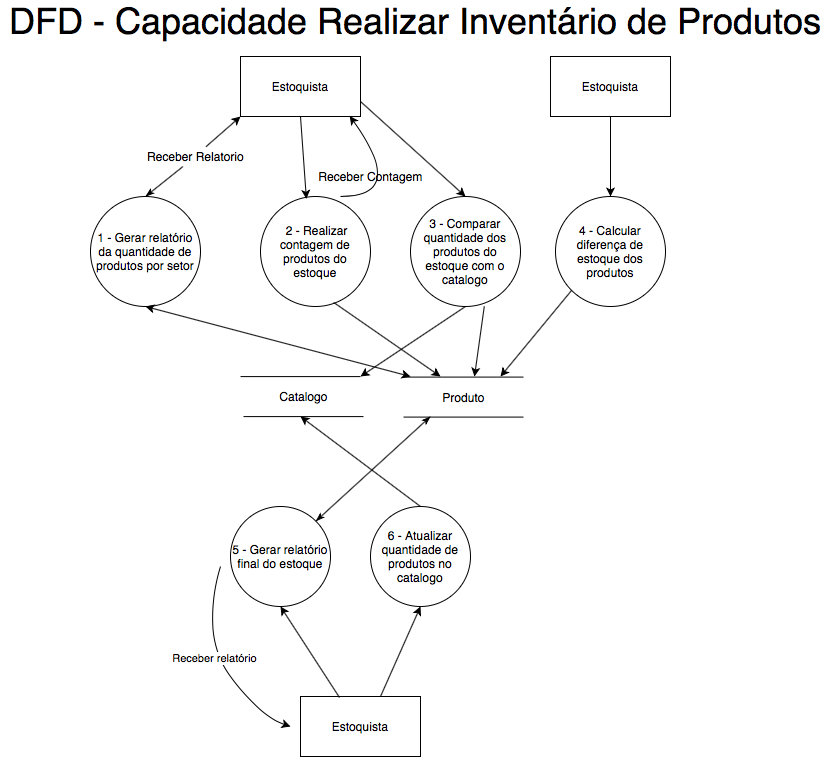 DFD - Capacidade Realizar Inventário de Produtos
Estoquista
Estoquista
Receber Relatorio
Receber Contagem
1 - Gerar relatório
da quantidade de
produtos por setor
2 - Realizar
contagem de
produtos do
estoque
3 - Comparar
quantidade dos
produtos do
estoque com o
catalogo
4 - Calcular
diferença de
estoque dos
produtos
Catalogo
Produto
5 - Gerar relatório
final do estoque
6 - Atualizar
quantidade de
produtos no
catalogo
Receber relatório
Estoquista